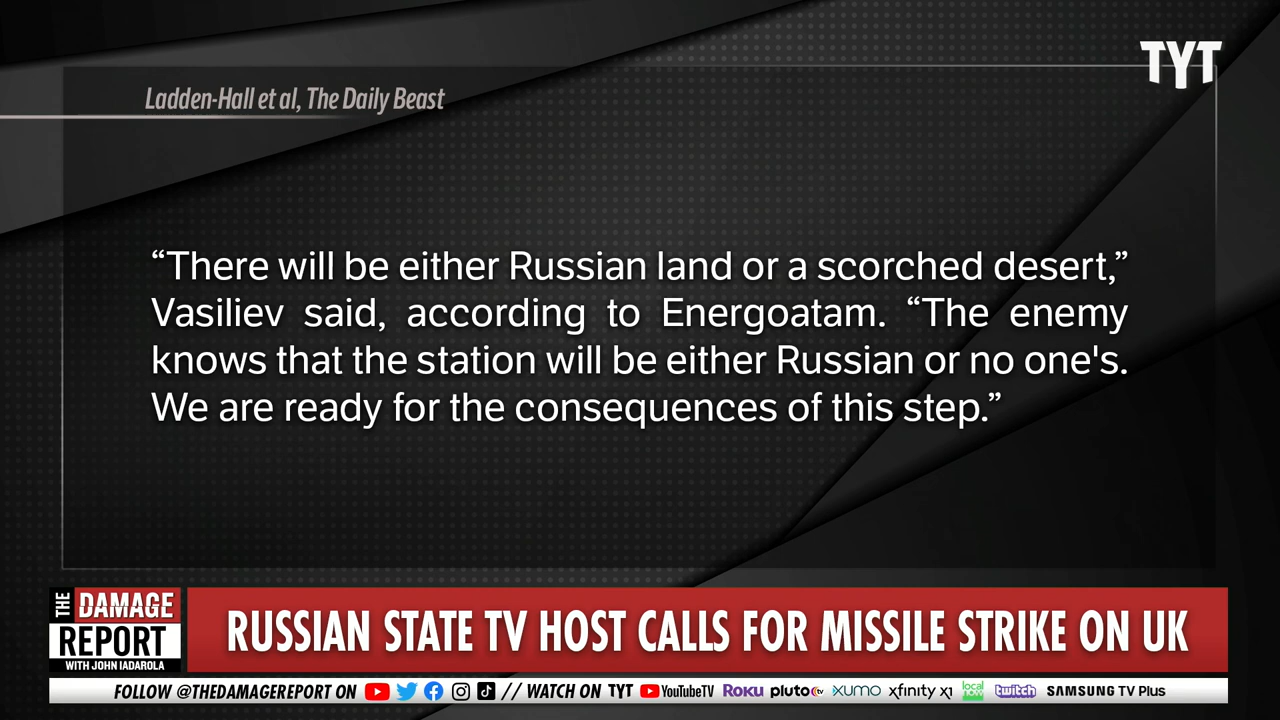 TYT
Ladden-Hall et al, The Daily Beast
“There will be either Russian land or a scorched desert,”
Vasiliev said, according to Energoatam. “The enemy
knows that the station will be either Russian or no one's.
We are ready for the consequences of this step.”
THE DAMAGE
REPORT
WITH JOHN IADAROLA
RUSSIAN STATE TV HOST CALLS FOR MISSILE STRIKE ON UK
FOLLOW @THEDAMAGEREPORT ON // WATCH ON TYT YouTubeTV ROKU pluto tv XUMO xfinity X1 local now twitch SAMSUNG TV Plus